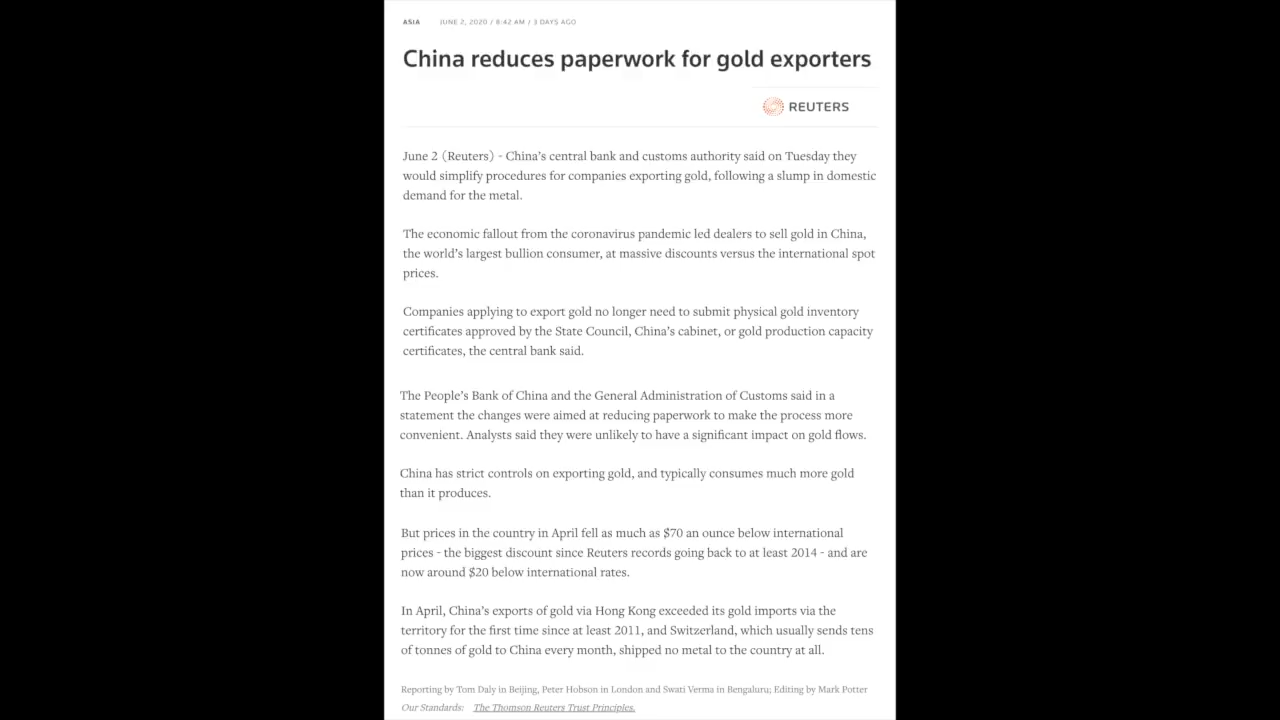 ASIA JUNE 2, 2020 / 8:42 AM / 3 DAYS AGO
China reduces paperwork for gold exporters
REUTERS
June 2 (Reuters) - China’s central bank and customs authority said on Tuesday they
would simplify procedures for companies exporting gold, following a slump in domestic
demand for the metal.
The economic fallout from the coronavirus pandemic led dealers to sell gold in China,
the world’s largest bullion consumer, at massive discounts versus the international spot
prices.
Companies applying to export gold no longer need to submit physical gold inventory
certificates approved by the State Council, China’s cabinet, or gold production capacity
certificates, the central bank said.
The People’s Bank of China and the General Administration of Customs said in a
statement the changes were aimed at reducing paperwork to make the process more
convenient. Analysts said they were unlikely to have a significant impact on gold flows.
China has strict controls on exporting gold, and typically consumes much more gold
than it produces.
But prices in the country in April fell as much as $70 an ounce below international
prices - the biggest discount since Reuters records going back to at least 2014 - and are
now around $20 below international rates.
In April, China’s exports of gold via Hong Kong exceeded its gold imports via the
territory for the first time since at least 2011, and Switzerland, which usually sends tens
of tonnes of gold to China every month, shipped no metal to the country at all.
Reporting by Tom Daly in Beijing, Peter Hobson in London and Swati Verma in Bengaluru; Editing by Mark Potter
Our Standards: The Thomson Reuters Trust Principles.